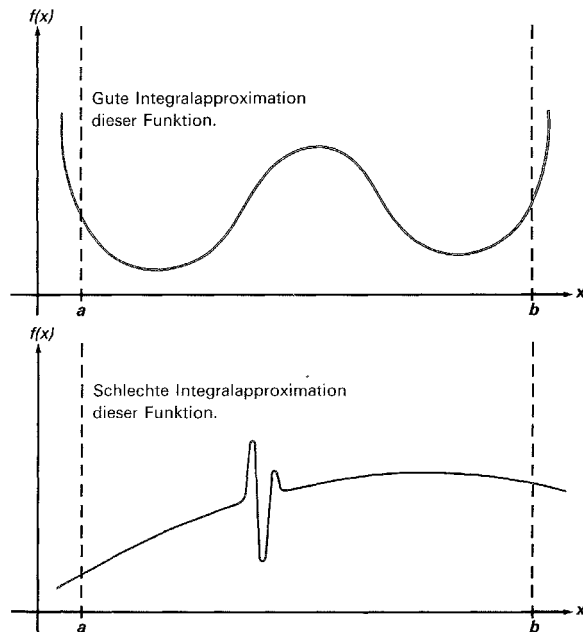 f(x)
Gute Integralapproximation
dieser Funktion.
x
a
b
f(x)
Schlechte Integralapproximation
dieser Funktion.
x
a
b